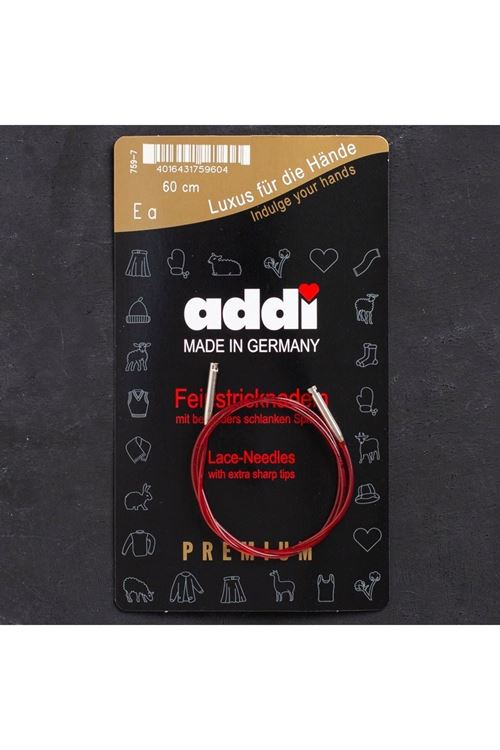 759-7
4016431759604
60 cm
E a
Luxus für die Hände
Indulge your hands
addi
MADE IN GERMANY
mit schlanken
Lace-Needles
with extra sharp tips
PREMIUM